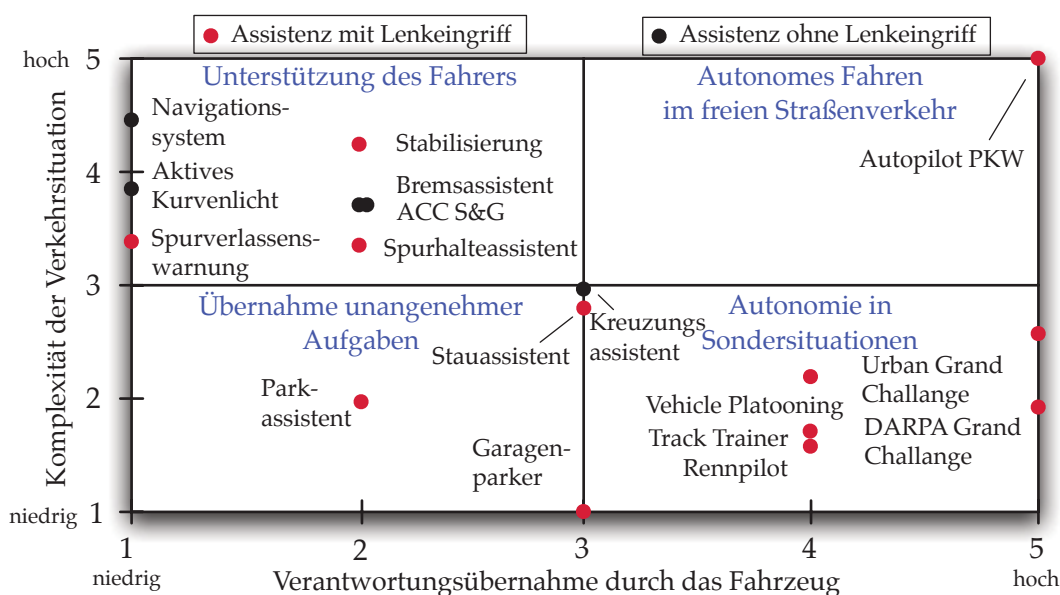 Assistenz mit Lenkeingriff
Assistenz ohne Lenkeingriff
hoch 5
Unterstützung des Fahrers
Autonomes Fahren
im freien Straßenverkehr
Navigations-
system
Stabilisierung
Autopilot PKW
4
Aktives
Kurvenlicht
Bremsassistent
ACC S&G
Spurverlassens-
warnung
Spurhalteassistent
3
Übernahme unangenehmer
Aufgaben
Autonomie in
Sondersituationen
Kreuzungs
assistent
Stauassistent
Urban Grand
Challange
Park-
assistent
2
Vehicle Platooning
DARPA Grand
Challange
Track Trainer
Rennpilot
Garagen-
parker
niedrig 1
Komplexität der Verkehrsituation
1 2 3 4 5
niedrig
hoch
Verantwortungsübernahme durch das Fahrzeug